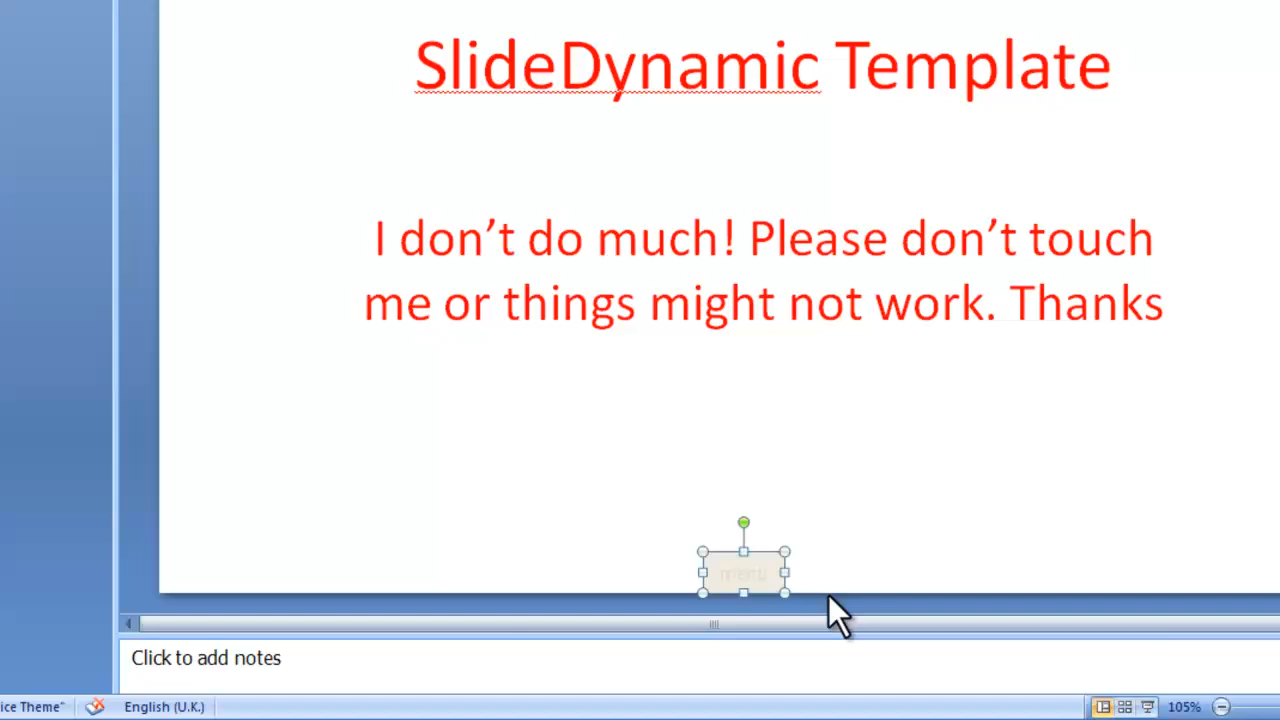 SlideDynamic Template
I don’t do much! Please don’t touch
me or things might not work. Thanks
menu
Click to add notes
ice Theme"
English (U.K.)
105%